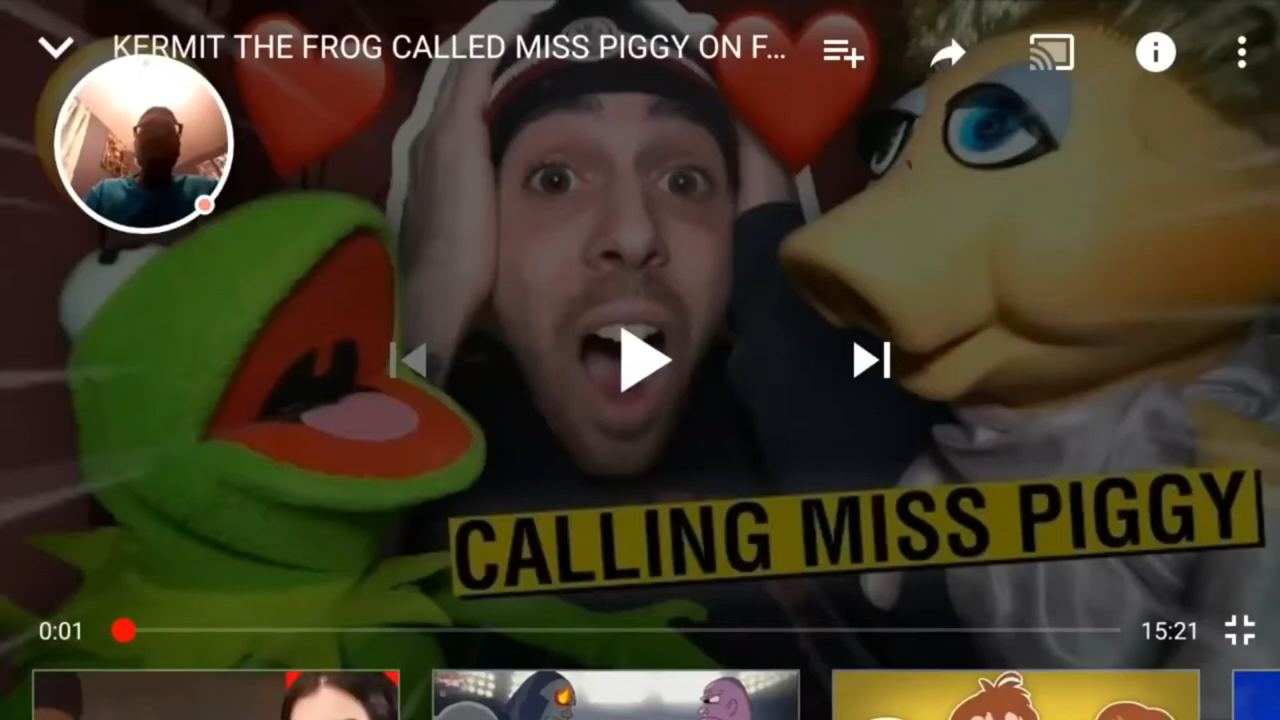 KERMIT THE FROG CALLED MISS PIGGY ON F...
CALLING MISS PIGGY
0:01
15:21